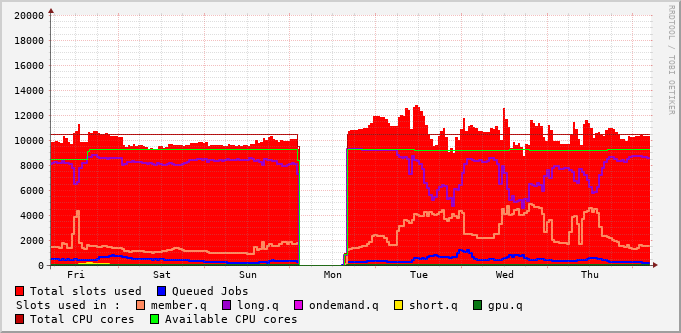 20000
18000
16000
14000
12000
10000
8000
6000
4000
2000
0
Fri Sat Sun Mon Tue Wed Thu
RRDTOOL / TOBI OETIKER
Total slots used Queued Jobs
Slots used in : member.q long.q ondemand.q short.q gpu.q
Total CPU cores Available CPU cores